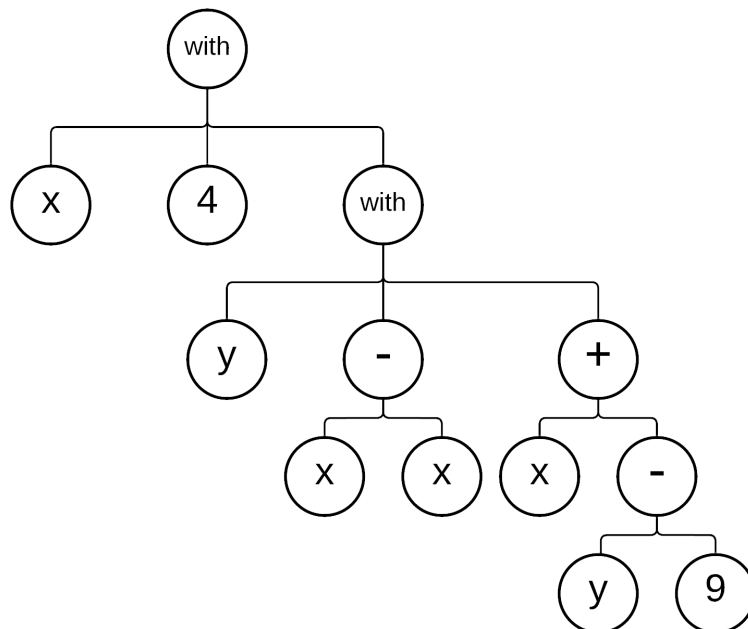 with
x 4 with
y - +
x x x -
y 9